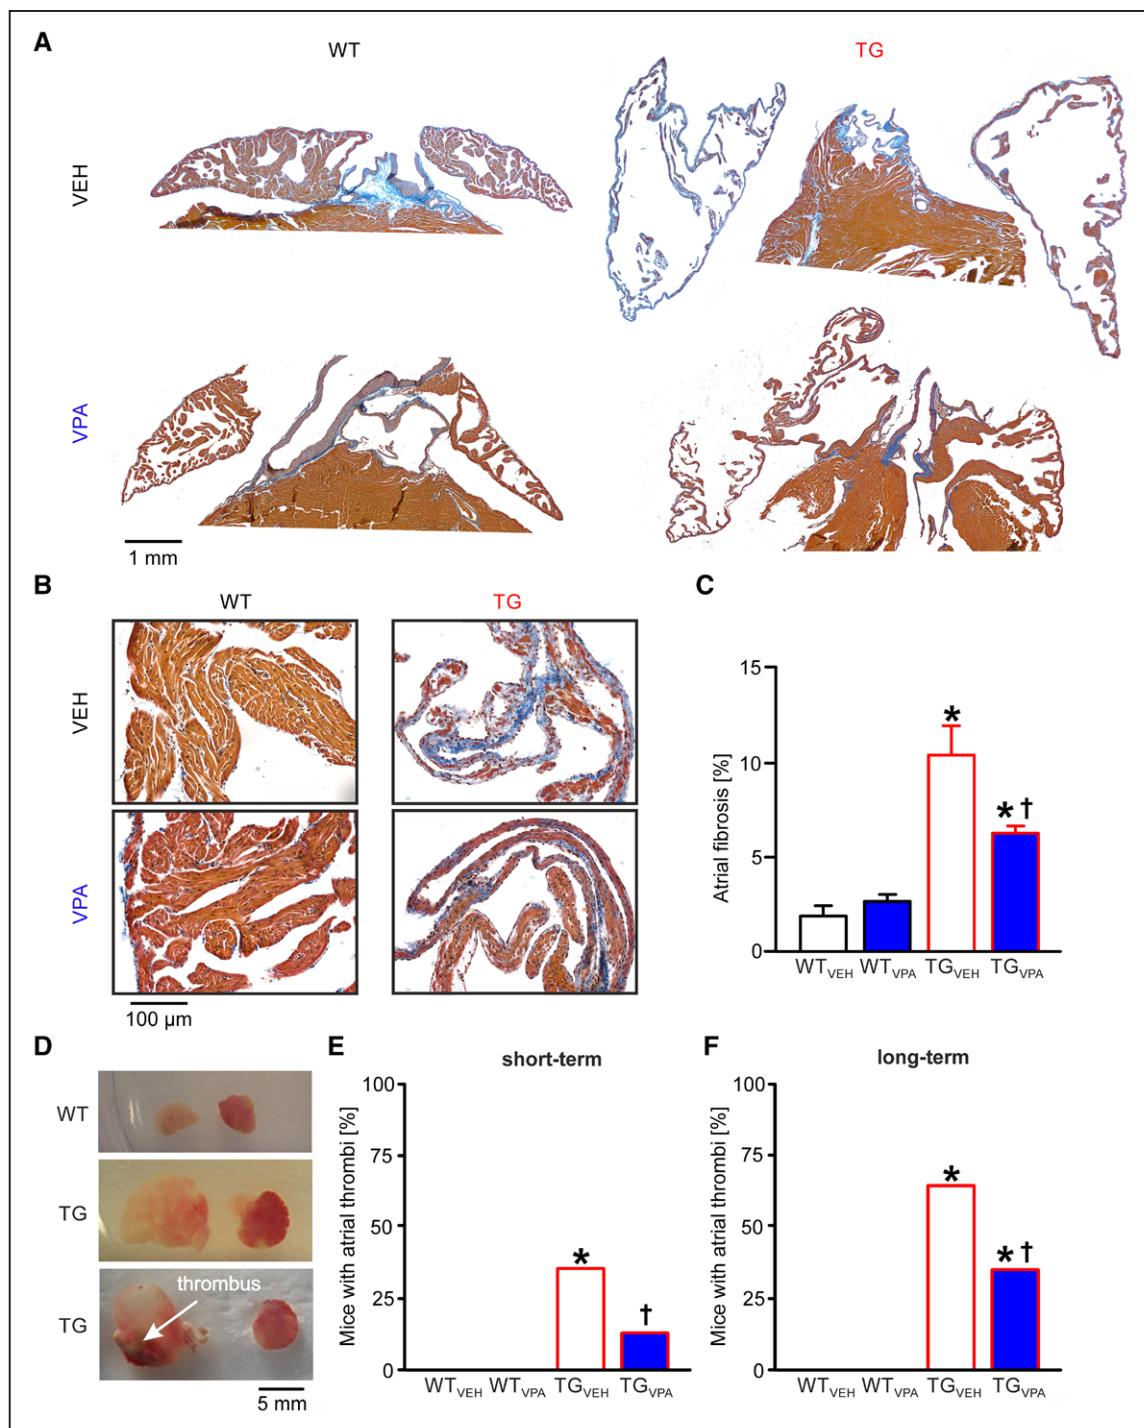 A
WT
TG
VEH
VPA
1 mm
B
WT
TG
VEH
VPA
100 µm
C
Atrial fibrosis [%]
15
10
5
0
*
* †
WTVEH WTVPA TGVEH TGVPA
D
WT
TG
TG
thrombus
5 mm
E
short-term
Mice with atrial thrombi [%]
100
75
50
25
0
*
†
WTVEH WTVPA TGVEH TGVPA
F
long-term
Mice with atrial thrombi [%]
100
75
50
25
0
*
* †
WTVEH WTVPA TGVEH TGVPA